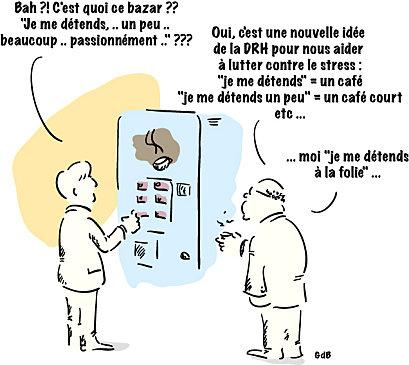 Bah ?! C'est quoi ce bazar ??
"Je me détends, .. un peu ..
beaucoup .. passionnément .." ???
Oui, c'est une nouvelle idée
de la DRH pour nous aider
à lutter contre le stress :
"je me détends" = un café
"je me détends un peu" = un café court
etc ...
... moi "je me détends
à la folie" ...
GdB